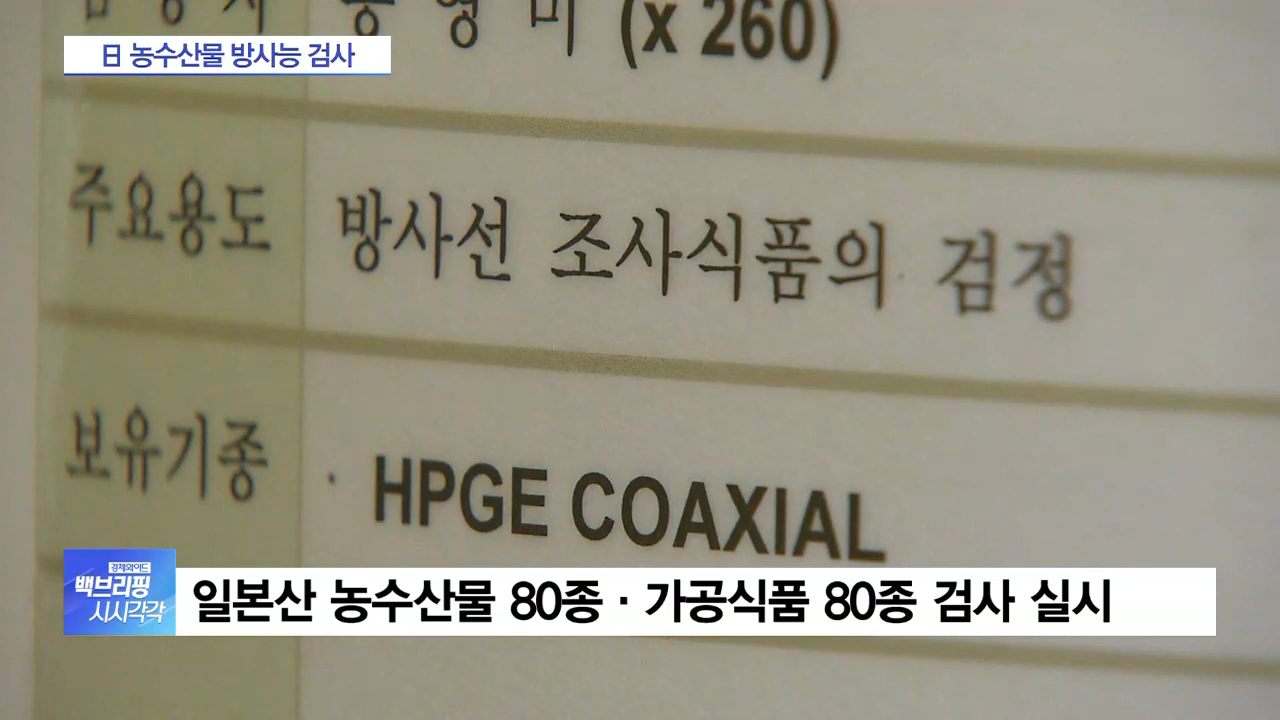 (x 260)
日 농수산물 방사능 검사
주요용도 방사선 조사식품의 검정
보유기종 · HPGE COAXIAL
경제와이드
백브리핑
시시각각
일본산 농수산물 80종 · 가공식품 80종 검사 실시